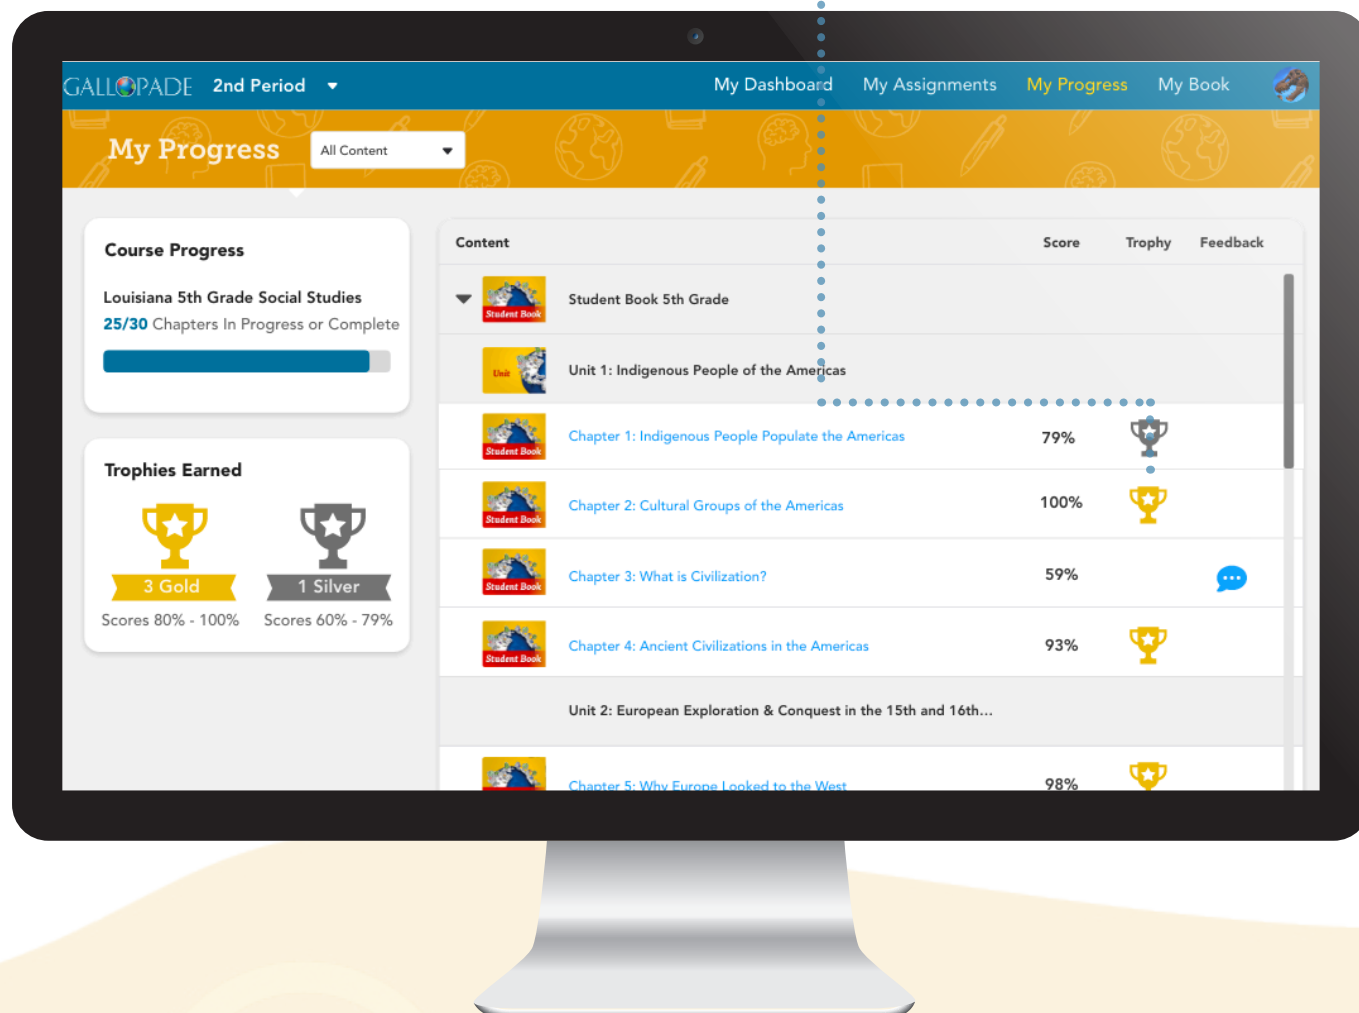 GALLOPADE 2nd Period My Dashboard My Assignments My Progress My Book
My Progress All Content
Course Progress
Louisiana 5th Grade Social Studies
25/30 Chapters In Progress or Complete
Trophies Earned
3 Gold 1 Silver
Scores 80% - 100% Scores 60% - 79%
Content Score Trophy Feedback
Student Book Student Book 5th Grade
Unit Unit 1: Indigenous People of the Americas
Student Book Chapter 1: Indigenous People Populate the Americas 79%
Student Book Chapter 2: Cultural Groups of the Americas 100%
Student Book Chapter 3: What is Civilization? 59%
Student Book Chapter 4: Ancient Civilizations in the Americas 93%
Unit 2: European Exploration & Conquest in the 15th and 16th...
Chapter 5: Why Europe Looked to the West 98%